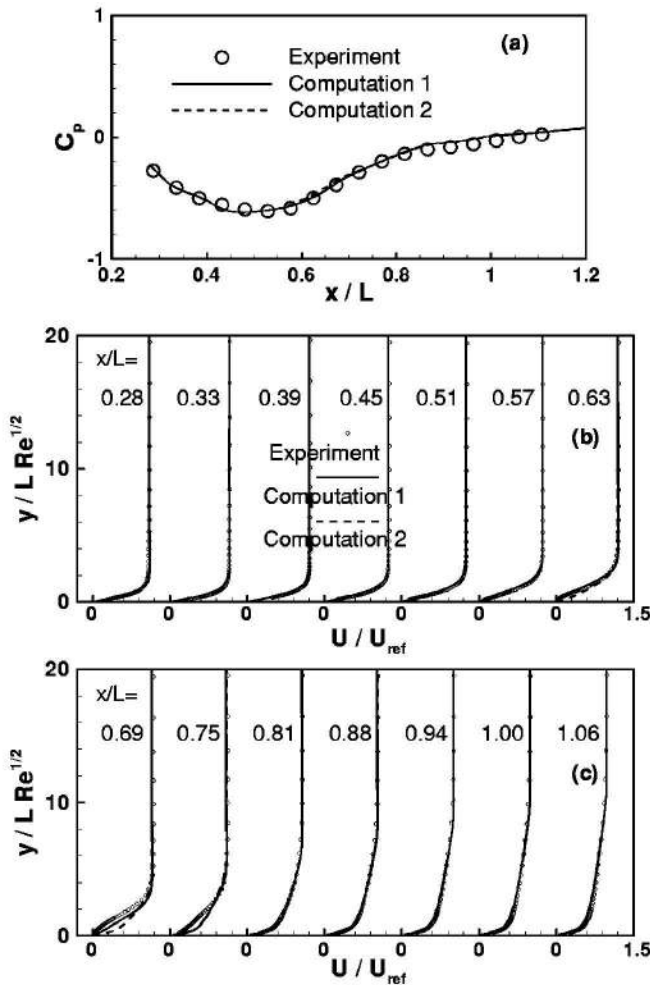 1
(a)
Experiment
Computation 1
Computation 2
C_p
0
-1
0.2 0.4 0.6 0.8 1 1.2
x / L
20
x/L=
0.28 0.33 0.39 0.45 0.51 0.57 0.63
(b)
Experiment
Computation 1
Computation 2
y / L Re^{1/2}
10
0
0 0 0 0 0 0 0 1.5
U / U_ref
20
x/L=
0.69 0.75 0.81 0.88 0.94 1.00 1.06
(c)
y / L Re^{1/2}
10
0
0 0 0 0 0 0 0 1.5
U / U_ref